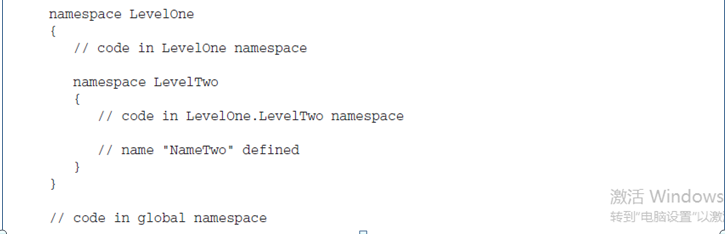 namespace LevelOne
{
// code in LevelOne namespace
namespace LevelTwo
{
// code in LevelOne.LevelTwo namespace
// name "NameTwo" defined
}
}
// code in global namespace
激活 Windows
转到"电脑设置"以激